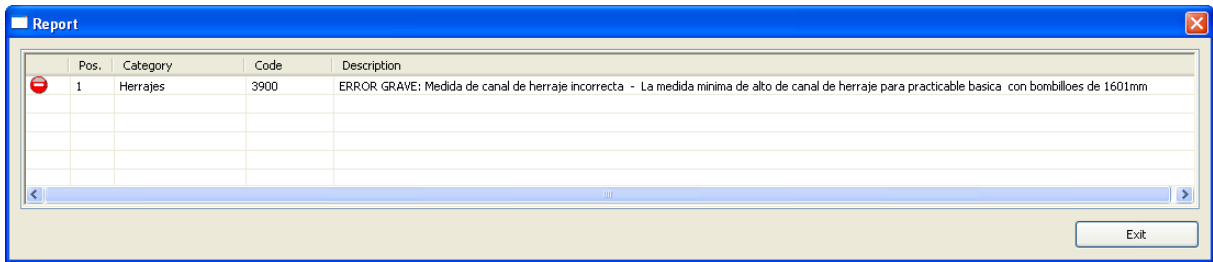 Report
Pos. Category Code Description
1 Herrajes 3900 ERROR GRAVE: Medida de canal de herraje incorrecta - La medida minima de alto de canal de herraje para practicable basica con bombilloes de 1601mm
Exit